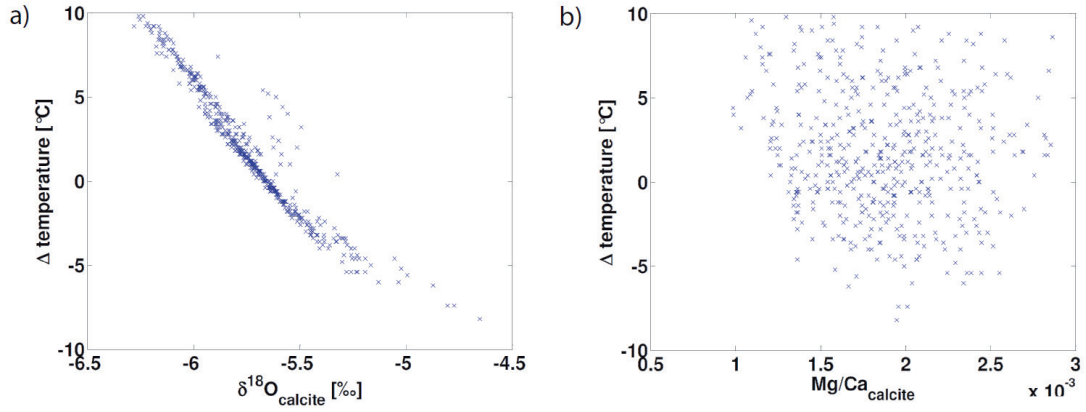 a)
10
5
0
-5
-10
Δ temperature [°C]
-6.5 -6 -5.5 -5 -4.5
δ18Ocalcite [‰]
b)
10
5
0
-5
-10
Δ temperature [°C]
0.5 1 1.5 2 2.5 3
Mg/Cacalcite
x 10-3